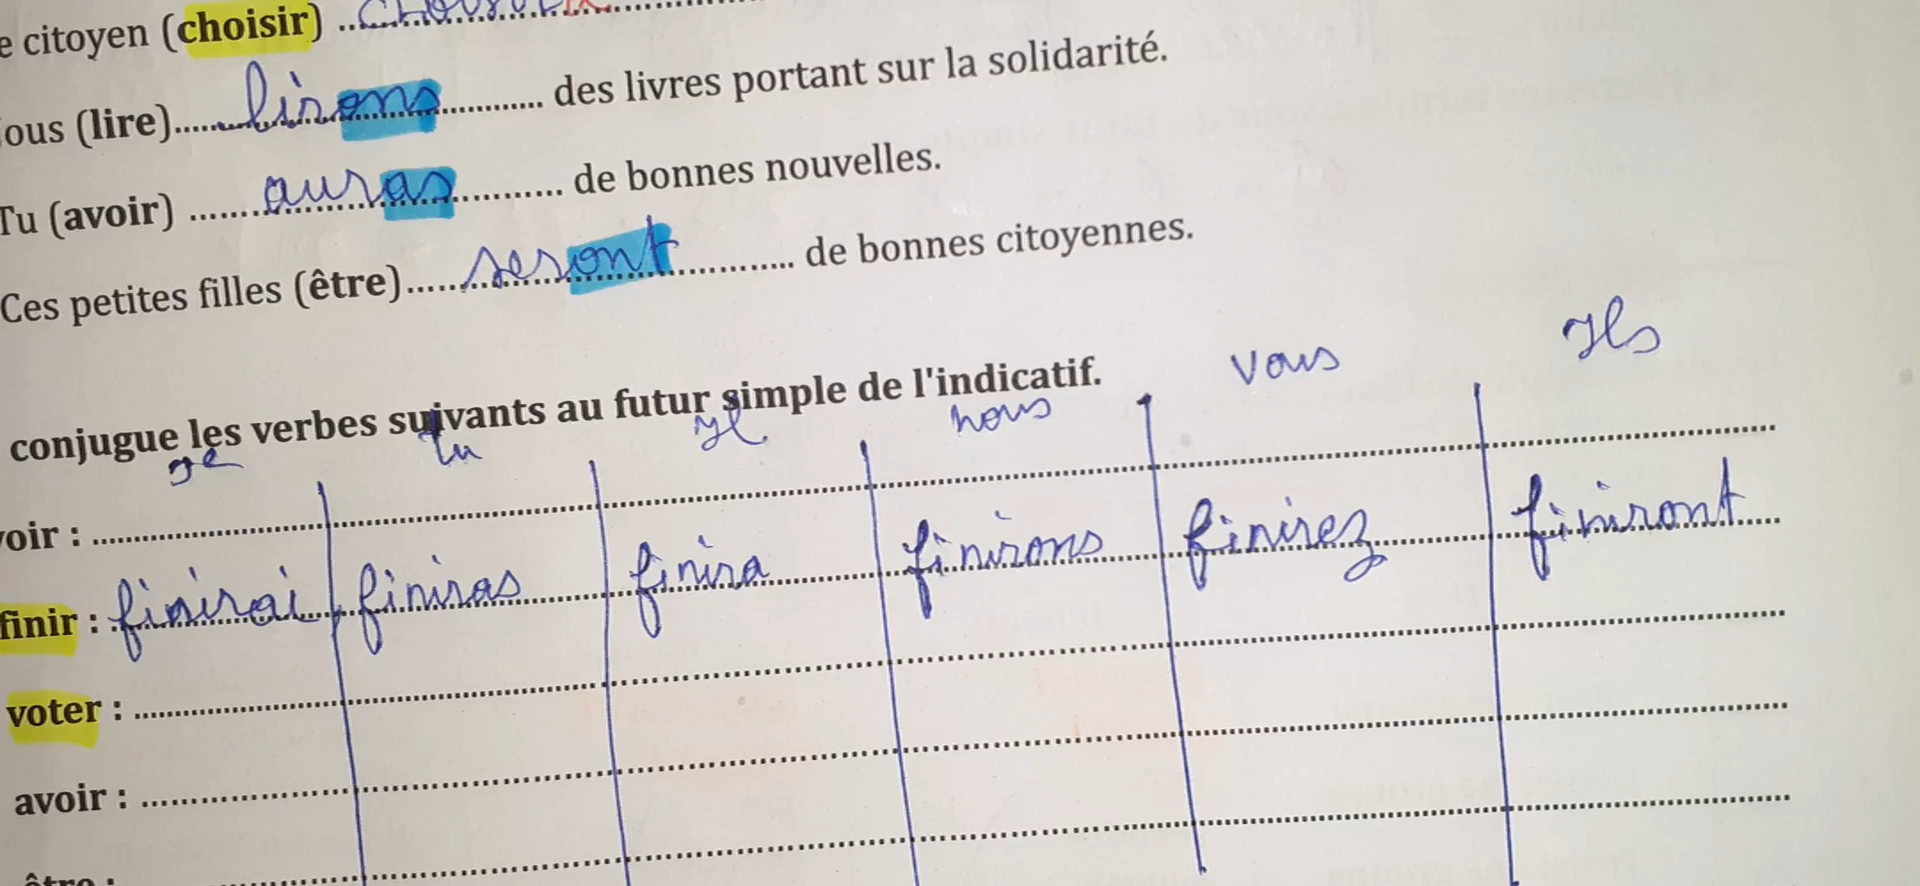 e citoyen (choisir) ........................
ous (lire)......lirons............ des livres portant sur la solidarité.
Tu (avoir) ......auras............ de bonnes nouvelles.
Ces petites filles (être)......seront............ de bonnes citoyennes.
conjugue les verbes suivants au futur simple de l'indicatif.
Je tu Il nous vous Ils
voir : ........................
finir : finirai finiras finira finirons finirez finiront
voter : ........................
avoir : ........................
être : ........................